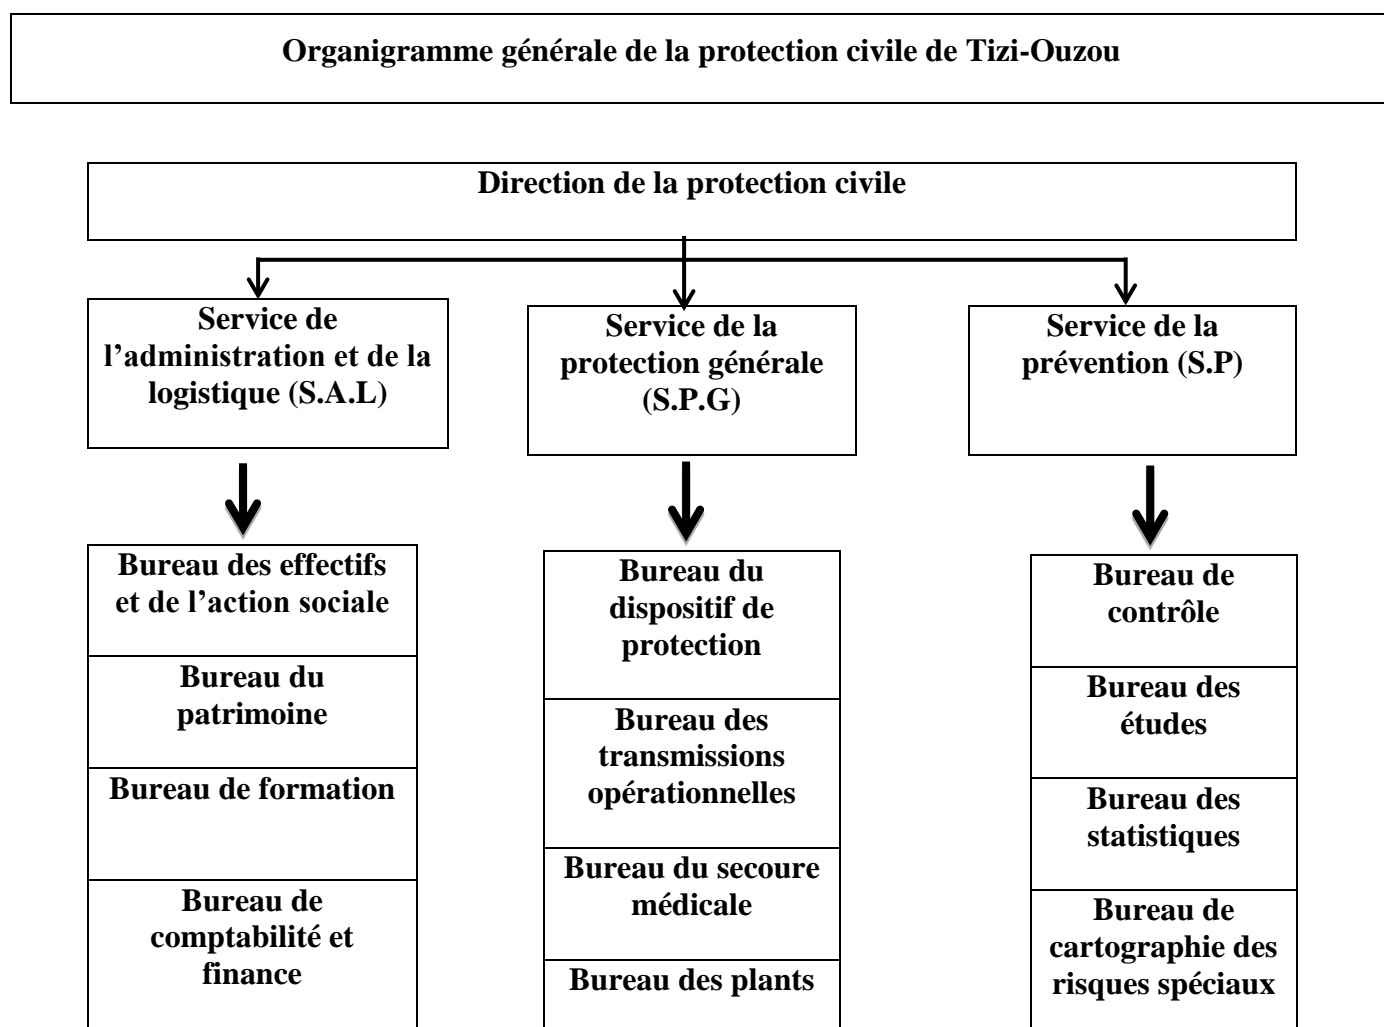 Organigramme générale de la protection civile de Tizi-Ouzou
Direction de la protection civile
Service de
l’administration et de la
logistique (S.A.L)
Service de la
protection générale
(S.P.G)
Service de la
prévention (S.P)
Bureau des effectifs
et de l’action sociale
Bureau du
patrimoine
Bureau de formation
Bureau de
comptabilité et
finance
Bureau du
dispositif de
protection
Bureau des
transmissions
opérationnelles
Bureau du secoure
médicale
Bureau des plants
Bureau de
contrôle
Bureau des
études
Bureau des
statistiques
Bureau de
cartographie des
risques spéciaux